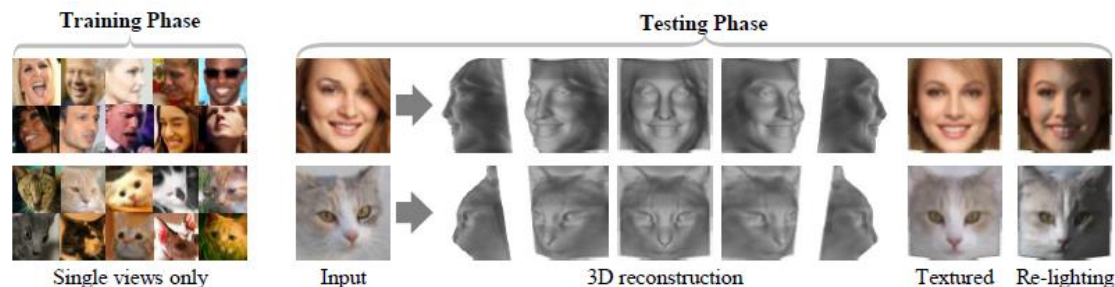 Training Phase
Testing Phase
Single views only
Input
3D reconstruction
Textured
Re-lighting